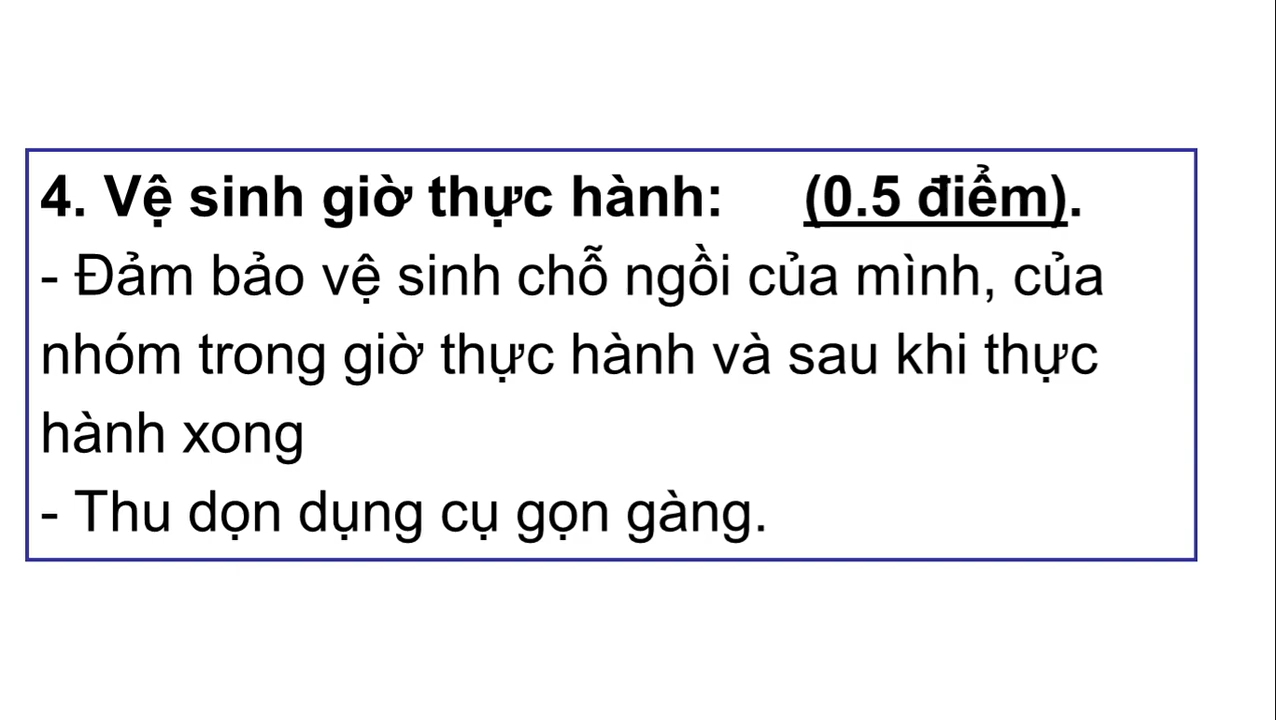 4. Vệ sinh giờ thực hành: (0.5 điểm).
- Đảm bảo vệ sinh chỗ ngồi của mình, của
nhóm trong giờ thực hành và sau khi thực
hành xong
- Thu dọn dụng cụ gọn gàng.